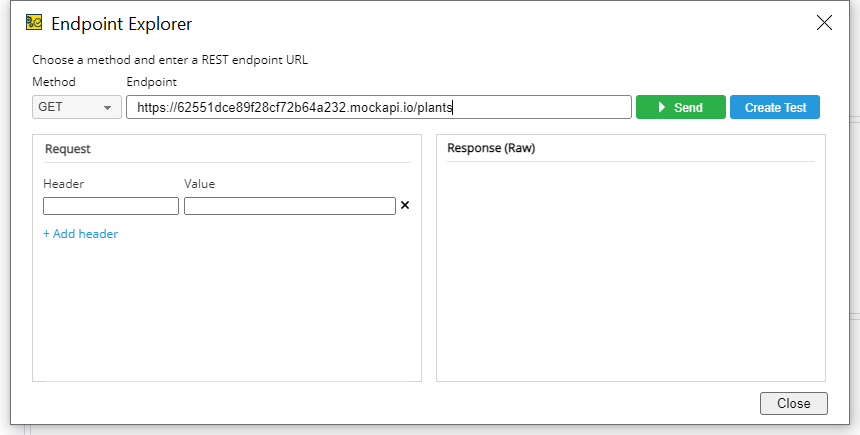 Endpoint Explorer
Choose a method and enter a REST endpoint URL
Method Endpoint
GET https://62551dce89f28cf72b64a232.mockapi.io/plants Send Create Test
Request
Header Value
+ Add header
Response (Raw)
Close